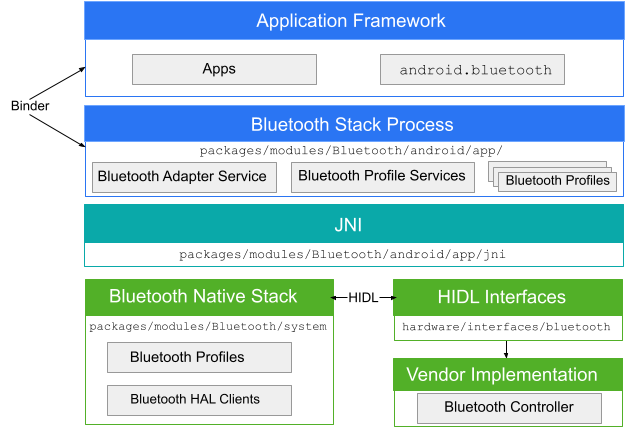 Application Framework
Apps
android.bluetooth
Binder
Bluetooth Stack Process
packages/modules/Bluetooth/android/app/
Bluetooth Adapter Service
Bluetooth Profile Services
Bluetooth Profiles
JNI
packages/modules/Bluetooth/android/app/jni
Bluetooth Native Stack
HIDL
HIDL Interfaces
packages/modules/Bluetooth/system
hardware/interfaces/bluetooth
Bluetooth Profiles
Bluetooth HAL Clients
Vendor Implementation
Bluetooth Controller